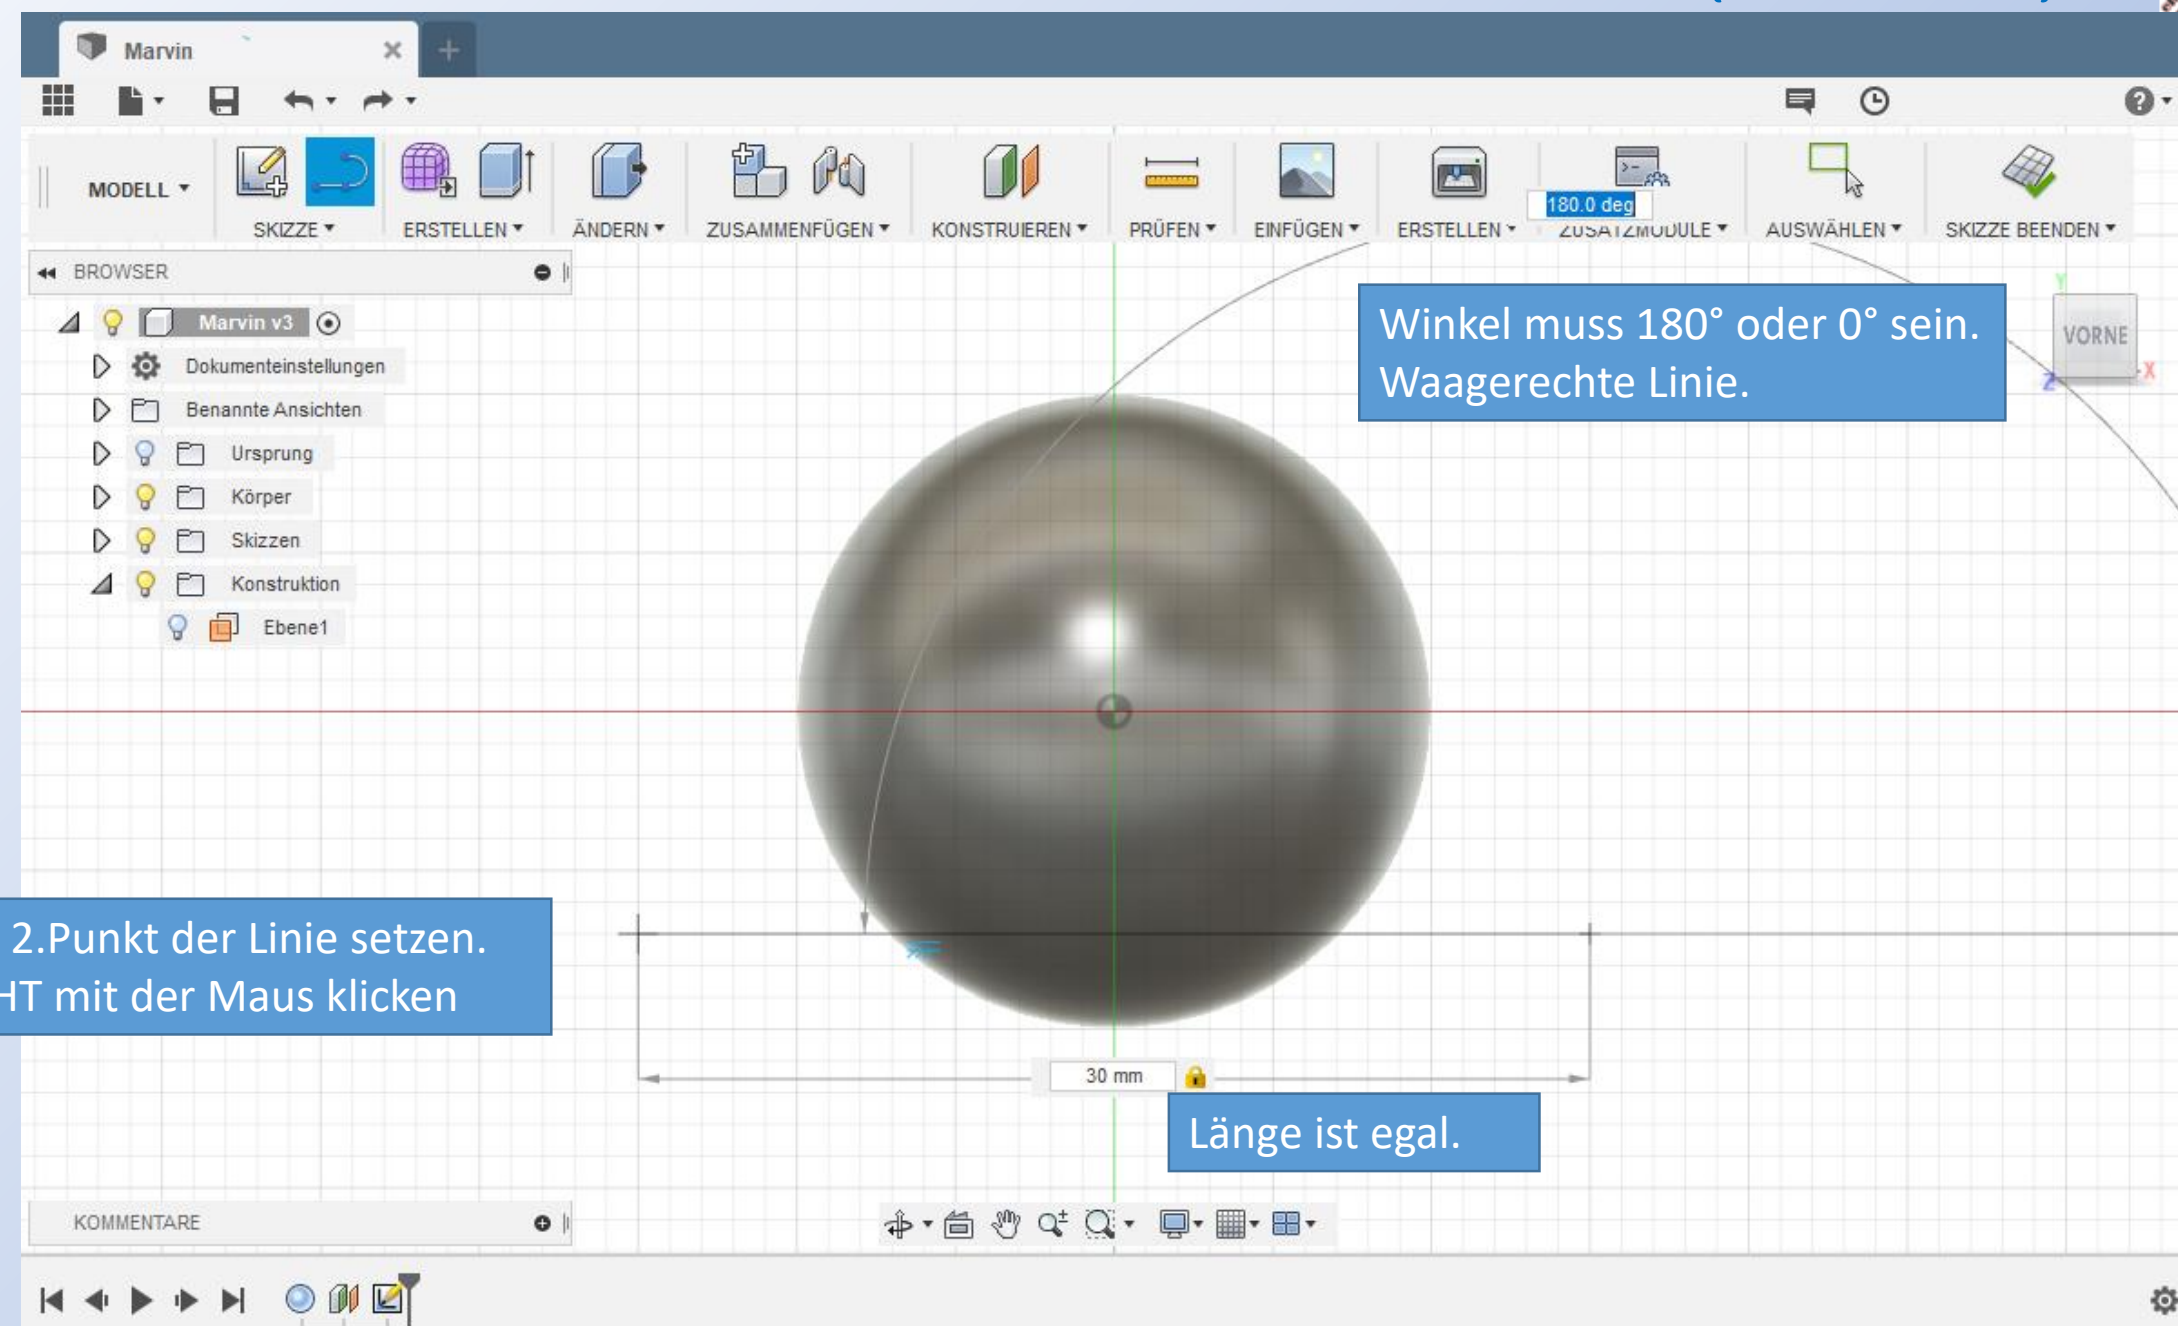 Marvin
MODELL
SKIZZE
ERSTELLEN
ÄNDERN
ZUSAMMENFÜGEN
KONSTRUIEREN
PRÜFEN
EINFÜGEN
ERSTELLEN
180.0 deg
ZUSATZMODULE
AUSWÄHLEN
SKIZZE BEENDEN
BROWSER
Marvin v3
Dokumenteinstellungen
Benannte Ansichten
Ursprung
Körper
Skizzen
Konstruktion
Ebene1
Winkel muss 180° oder 0° sein.
Waagerechte Linie.
Y
VORNE
X
Z
2.Punkt der Linie setzen.
HT mit der Maus klicken
30 mm
Länge ist egal.
KOMMENTARE